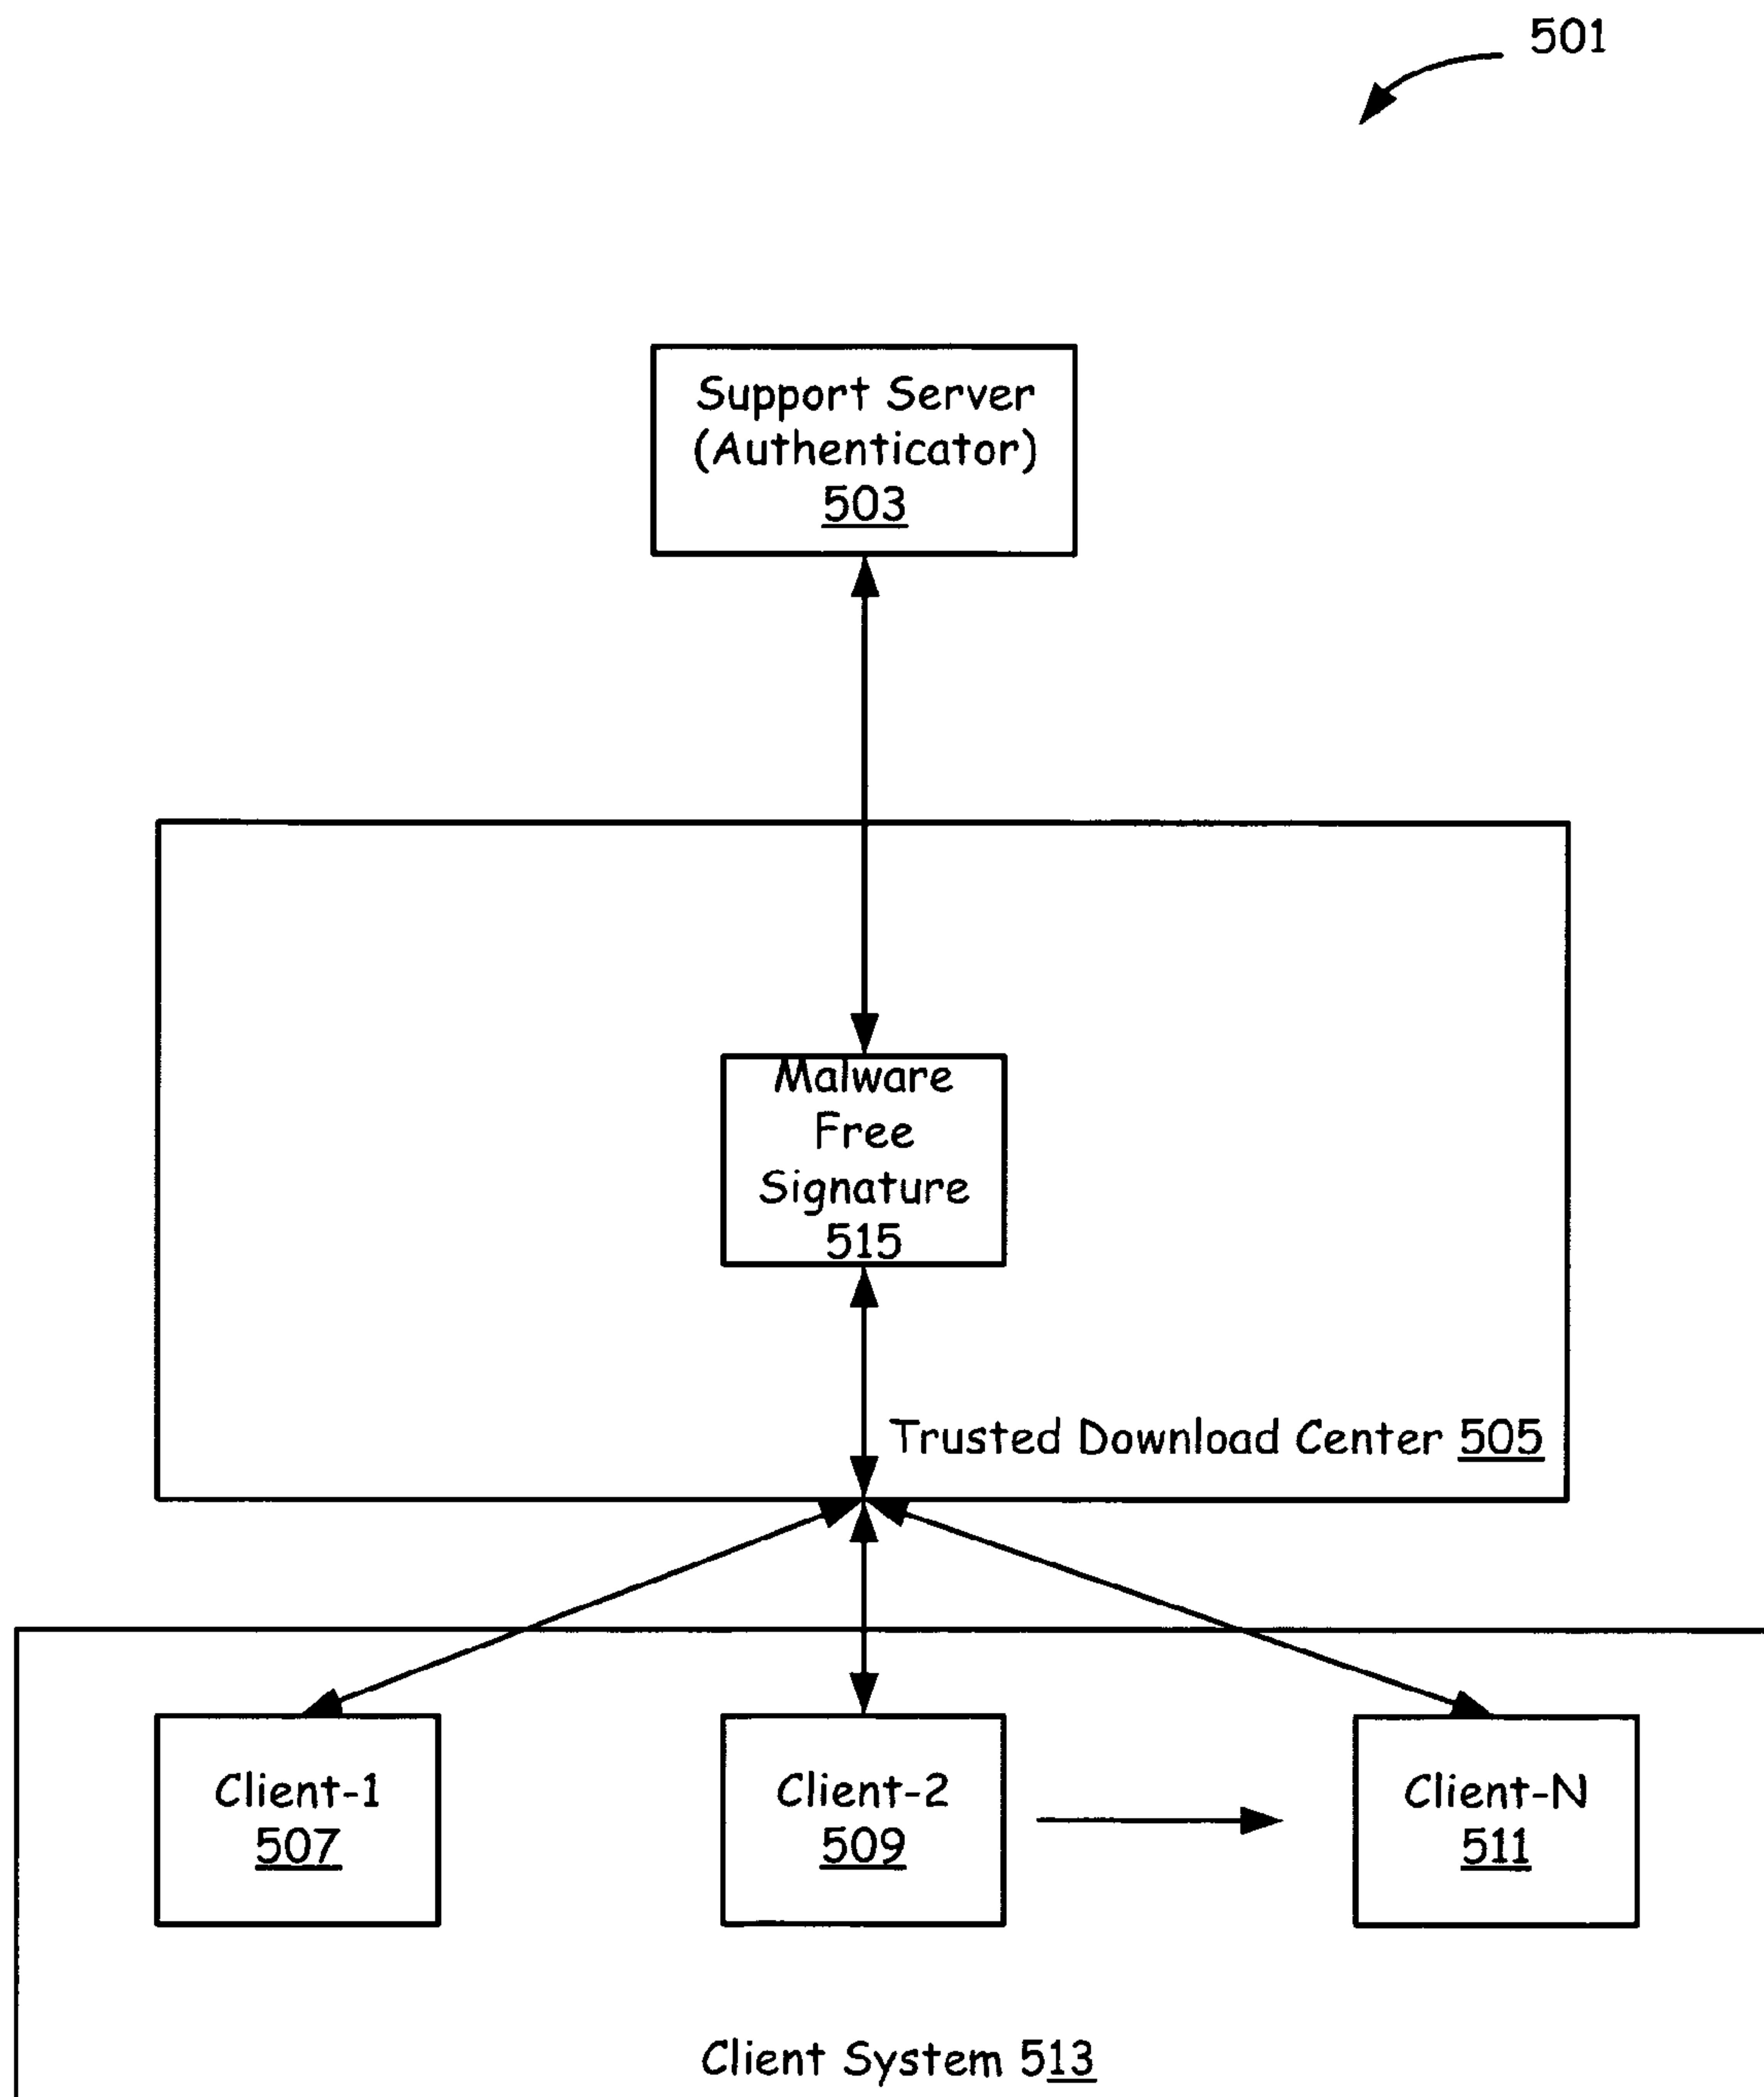 501
Support Server
(Authenticator)
503
Malware
Free
Signature
515
Trusted Download Center 505
Client-1
507
Client-2
509
Client-N
511
Client System 513